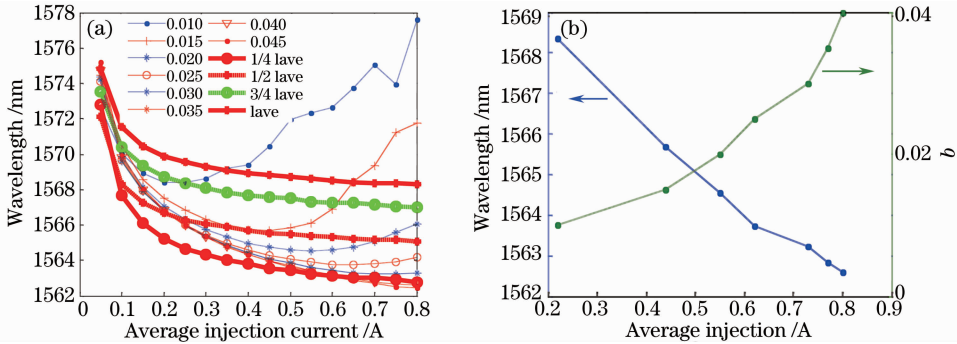 (a)
1578
1576
1574
1572
1570
1568
1566
1564
1562
Wavelength /nm
0.010
0.015
0.020
0.025
0.030
0.035
0.040
0.045
1/4 lave
1/2 lave
3/4 lave
lave
0 0.1 0.2 0.3 0.4 0.5 0.6 0.7 0.8
Average injection current /A
(b)
1569
1568
1567
1566
1565
1564
1563
1562
Wavelength /nm
0.2 0.3 0.4 0.5 0.6 0.7 0.8 0.9
Average injection /A
0.04
0.02
0
b